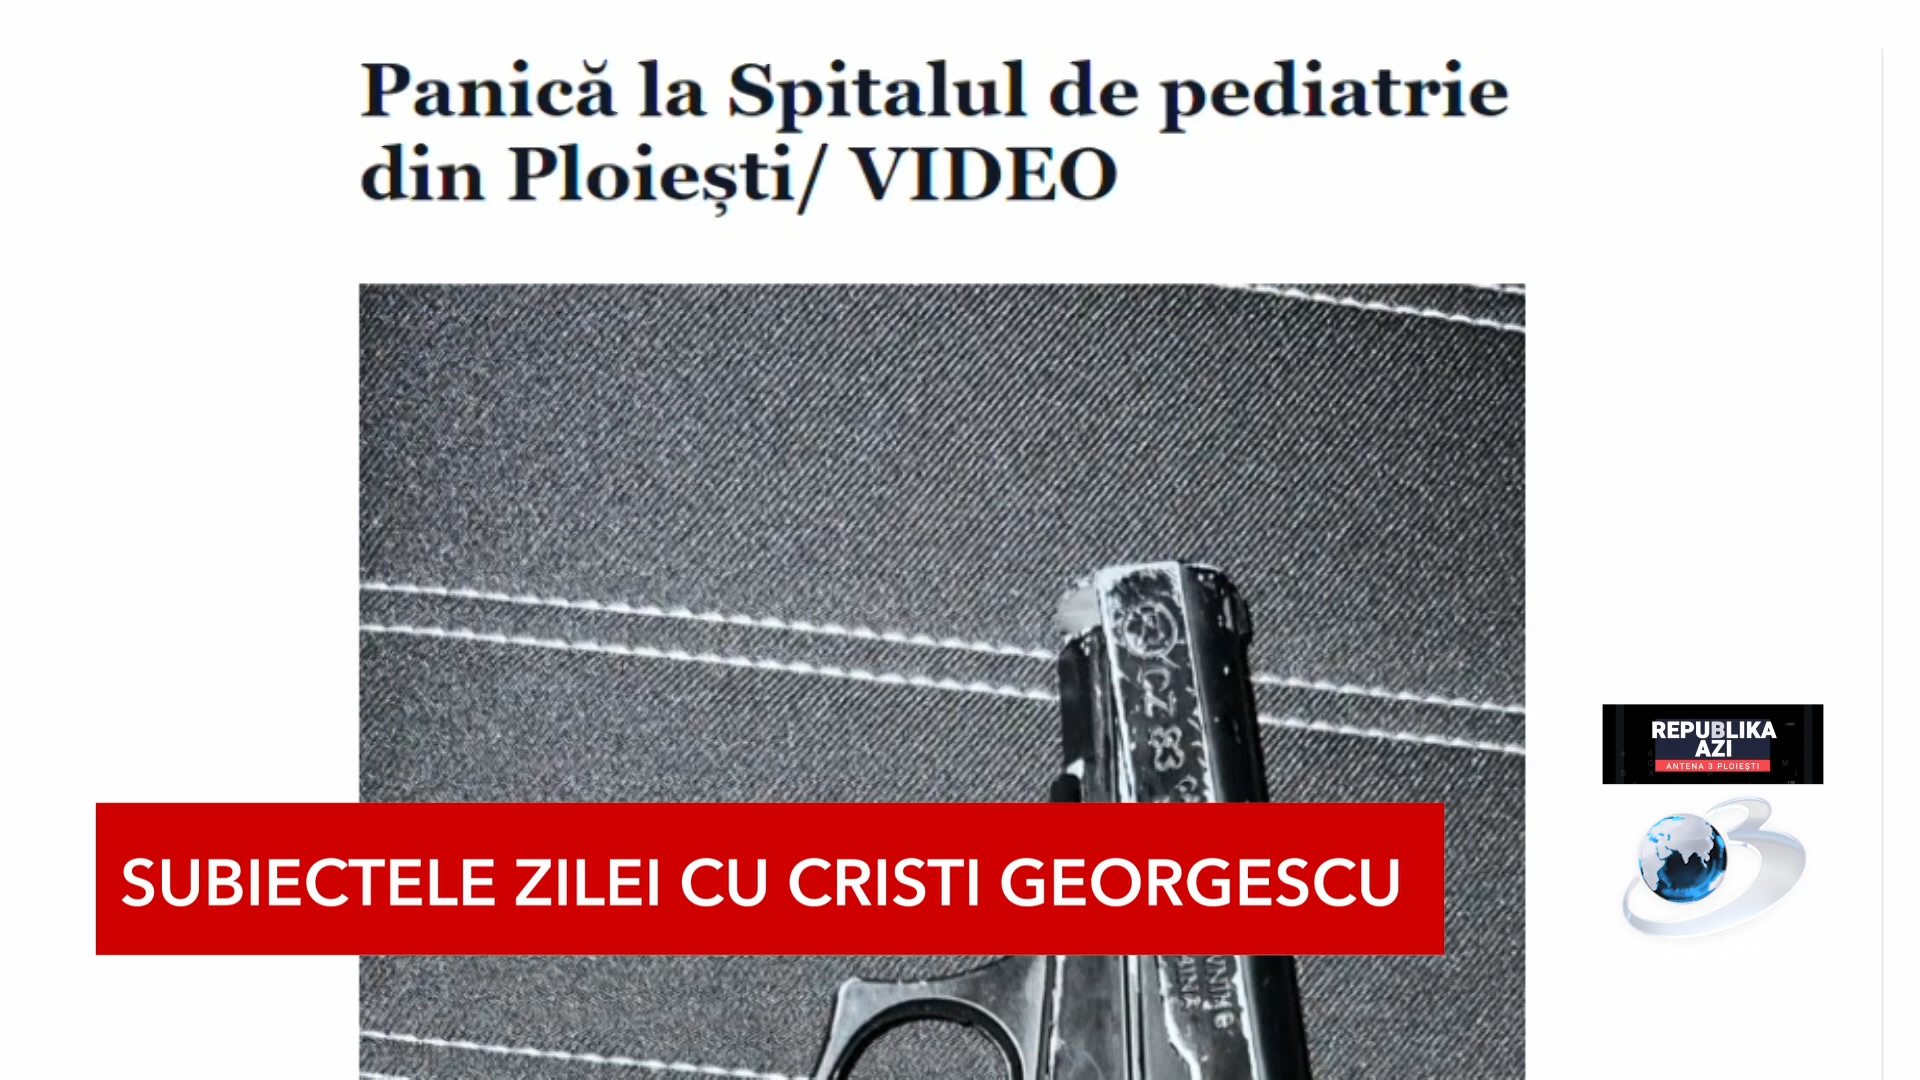 Panică la Spitalul de pediatrie
din Ploiești/ VIDEO
CZ 83
SUBIECTELE ZILEI CU CRISTI GEORGESCU
REPUBLIKA
AZI
ANTENA 3 PLOIEȘTI